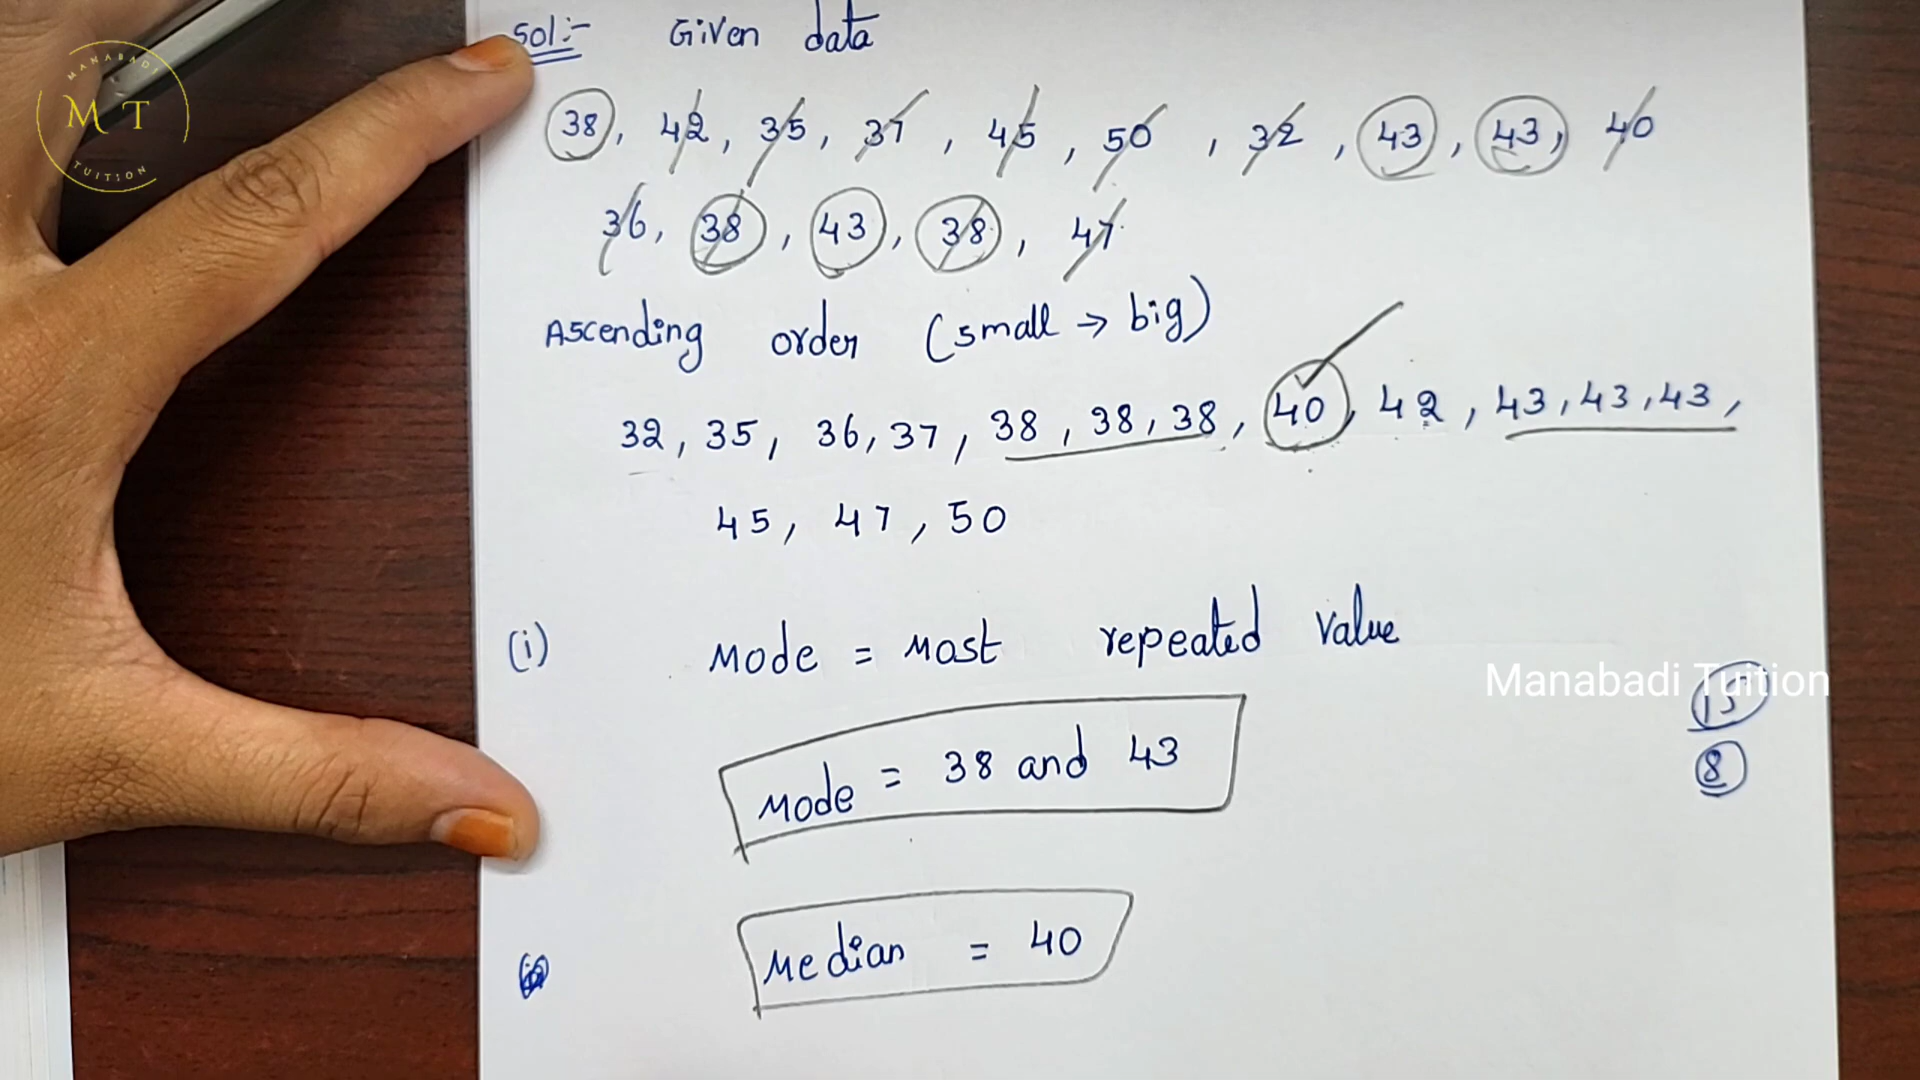 MANABADI
M T
TUITION
Sol:- Given data
38, 42, 35, 37, 45, 50, 32, 43, 43, 40
36, 38, 43, 38, 47
Ascending order (small → big)
32, 35, 36, 37, 38, 38, 38, 40, 42, 43, 43, 43,
45, 47, 50
(i) Mode = Most repeated value
Manabadi Tuition
15
8
Mode = 38 and 43
Median = 40